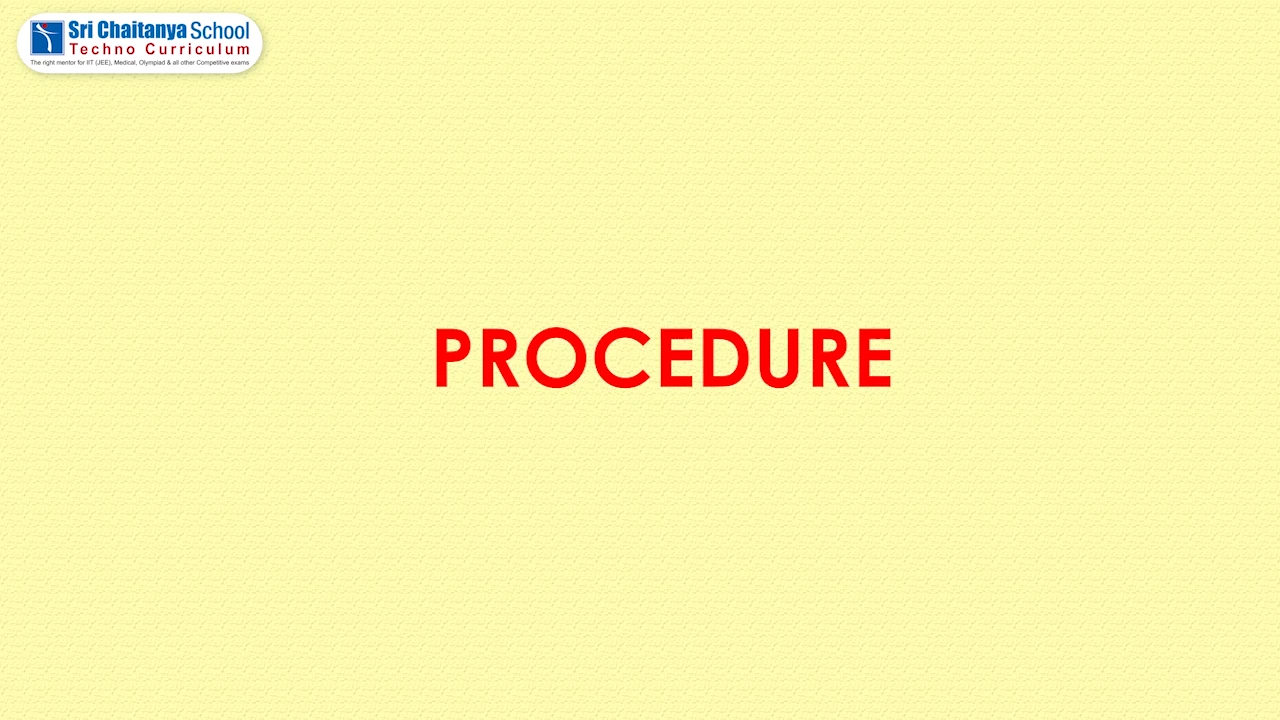 Sri Chaitanya School
Techno Curriculum
The right mentor for IIT (JEE), Medical, Olympiad & all other Competitive exams
PROCEDURE